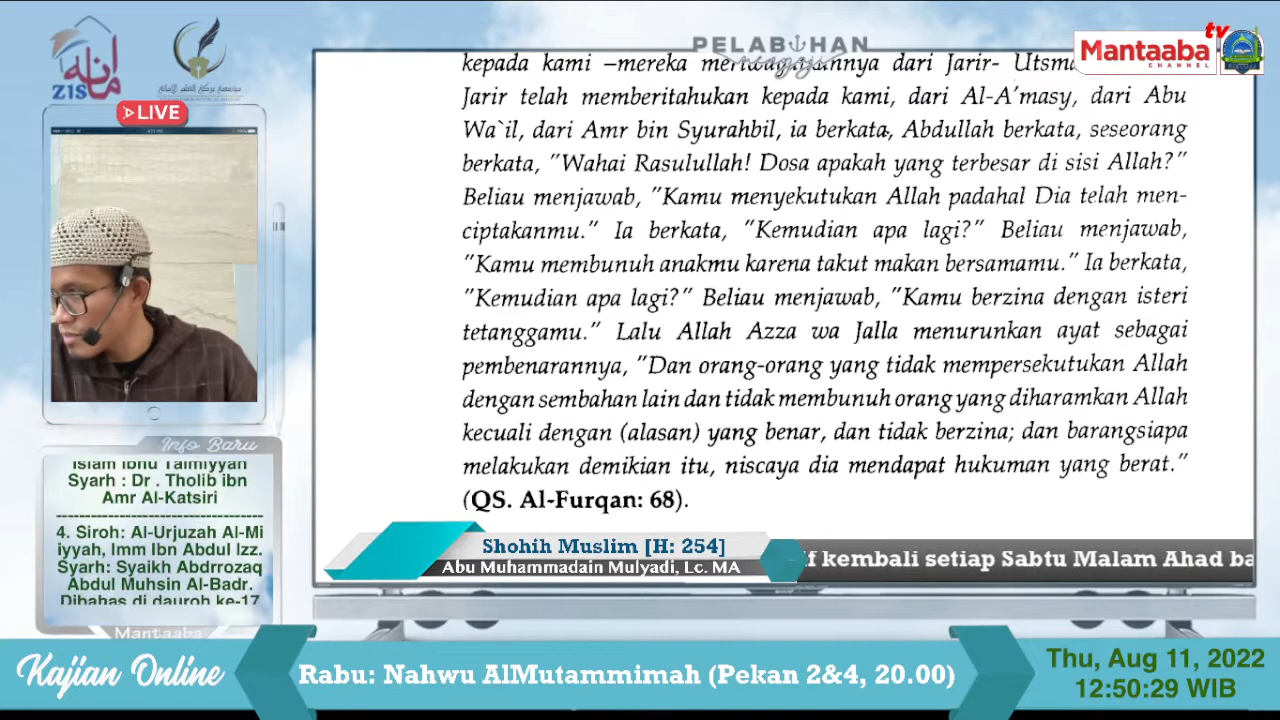 PELABUHAN
Mantaaba tv
CHANNEL
مانه
ZIS
LIVE
kepada kami –mereka
dari Jarir- Utsm
Jarir telah memberitahukan kepada kami, dari Al-A'masy, dari Abu
Wa`il, dari Amr bin Syurahbil, ia berkata, Abdullah berkata, seseorang
berkata, "Wahai Rasulullah! Dosa apakah yang terbesar di sisi Allah?"
Beliau menjawab, "Kamu menyekutukan Allah padahal Dia telah men-
ciptakanmu." Ia berkata, "Kemudian apa lagi?" Beliau menjawab,
"Kamu membunuh anakmu karena takut makan bersamamu." Ia berkata,
"Kemudian apa lagi?" Beliau menjawab, "Kamu berzina dengan isteri
tetanggamu." Lalu Allah Azza wa Jalla menurunkan ayat sebagai
pembenarannya, "Dan orang-orang yang tidak mempersekutukan Allah
dengan sembahan lain dan tidak membunuh orang yang diharamkan Allah
kecuali dengan (alasan) yang benar, dan tidak berzina; dan barangsiapa
melakukan demikian itu, niscaya dia mendapat hukuman yang berat."
(QS. Al-Furqan: 68).
Info Baru
Islam Ibnu Taimiyyah
Syarh : Dr . Tholib ibn
Amr Al-Katsiri
----------------------------------
4. Siroh: Al-Urjuzah Al-Mi
iyyah, Imm Ibn Abdul Izz.
Syarh: Syaikh Abdrrozaq
Abdul Muhsin Al-Badr.
Dibahas di dauroh ke-17
Mantaaba
Shohih Muslim [H: 254]
Abu Muhammadain Mulyadi, Lc. MA
if kembali setiap Sabtu Malam Ahad ba
Kajian Online
Rabu: Nahwu AlMutammimah (Pekan 2&4, 20.00)
Thu, Aug 11, 2022
12:50:29 WIB